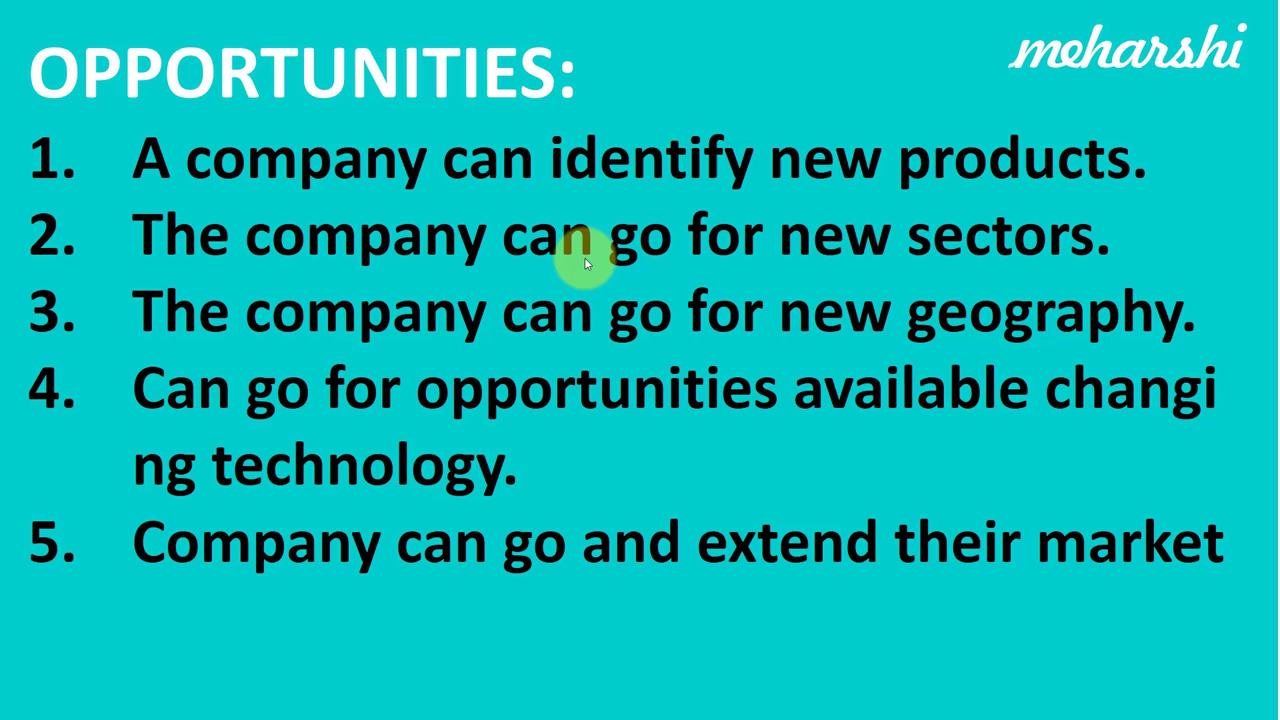 OPPORTUNITIES:
meharshi
1. A company can identify new products.
2. The company can go for new sectors.
3. The company can go for new geography.
4. Can go for opportunities available changi
ng technology.
5. Company can go and extend their market